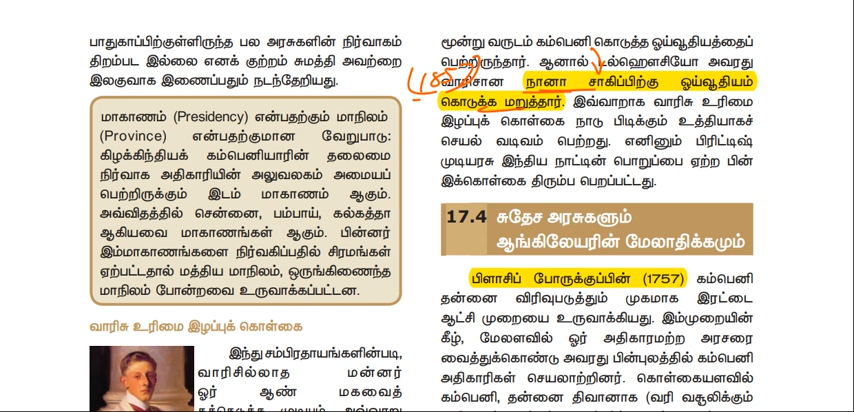 பாதுகாப்பிற்குள்ளிருந்த பல அரசுகளின் நிர்வாகம்
திறம்பட இல்லை எனக் குற்றம் சுமத்தி அவற்றை
இலகுவாக இணைப்பதும் நடந்தேறியது.
மாகாணம் (Presidency) என்பதற்கும் மாநிலம்
(Province) என்பதற்குமான வேறுபாடு:
கிழக்கிந்தியக் கம்பெனியாரின் தலைமை
நிர்வாக அதிகாரியின் அலுவலகம் அமையப்
பெற்றிருக்கும் இடம் மாகாணம் ஆகும்.
அவ்விதத்தில் சென்னை, பம்பாய், கல்கத்தா
ஆகியவை மாகாணங்கள் ஆகும். பின்னர்
இம்மாகாணங்களை நிர்வகிப்பதில் சிரமங்கள்
ஏற்பட்டதால் மத்திய மாநிலம், ஒருங்கிணைந்த
மாநிலம் போன்றவை உருவாக்கப்பட்டன.
வாரிசு உரிமை இழப்புக் கொள்கை
இந்து சம்பிரதாயங்களின்படி,
வாரிசில்லாத மன்னர்
ஓர் ஆண் மகவைத்
மூன்று வருடம் கம்பெனி கொடுத்த ஓய்வூதியத்தைப்
பெற்றிருந்தார். ஆனால் டல்ஹௌசியோ அவரது
வாரிசான நானா சாகிப்பிற்கு ஓய்வூதியம்
கொடுக்க மறுத்தார். இவ்வாறாக வாரிசு உரிமை
இழப்புக் கொள்கை நாடு பிடிக்கும் உத்தியாகச்
செயல் வடிவம் பெற்றது. எனினும் பிரிட்டிஷ்
முடியரசு இந்திய நாட்டின் பொறுப்பை ஏற்ற பின்
இக்கொள்கை திரும்ப பெறப்பட்டது.
17.4 சுதேச அரசுகளும்
ஆங்கிலேயரின் மேலாதிக்கமும்
பிளாசிப் போருக்குப்பின் (1757) கம்பெனி
தன்னை விரிவுபடுத்தும் முகமாக இரட்டை
ஆட்சி முறையை உருவாக்கியது. இம்முறையின்
கீழ், மேலளவில் ஓர் அதிகாரமற்ற அரசரை
வைத்துக்கொண்டு அவரது பின்புலத்தில் கம்பெனி
அதிகாரிகள் செயலாற்றினர். கொள்கையளவில்
கம்பெனி, தன்னை திவானாக (வரி வசூலிக்கும்